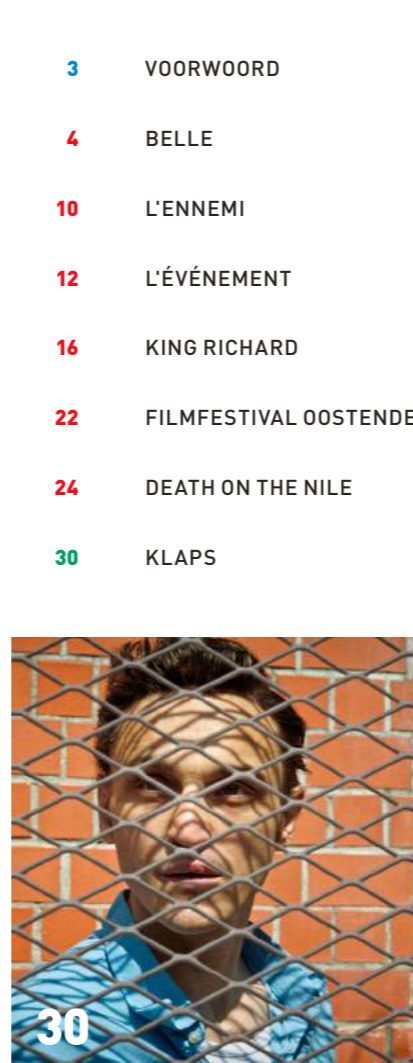 3 VOORWOORD
4 BELLE
10 L'ENNEMI
12 L'ÉVÉNEMENT
16 KING RICHARD
22 FILMFESTIVAL OOSTENDE
24 DEATH ON THE NILE
30 KLAPS
30